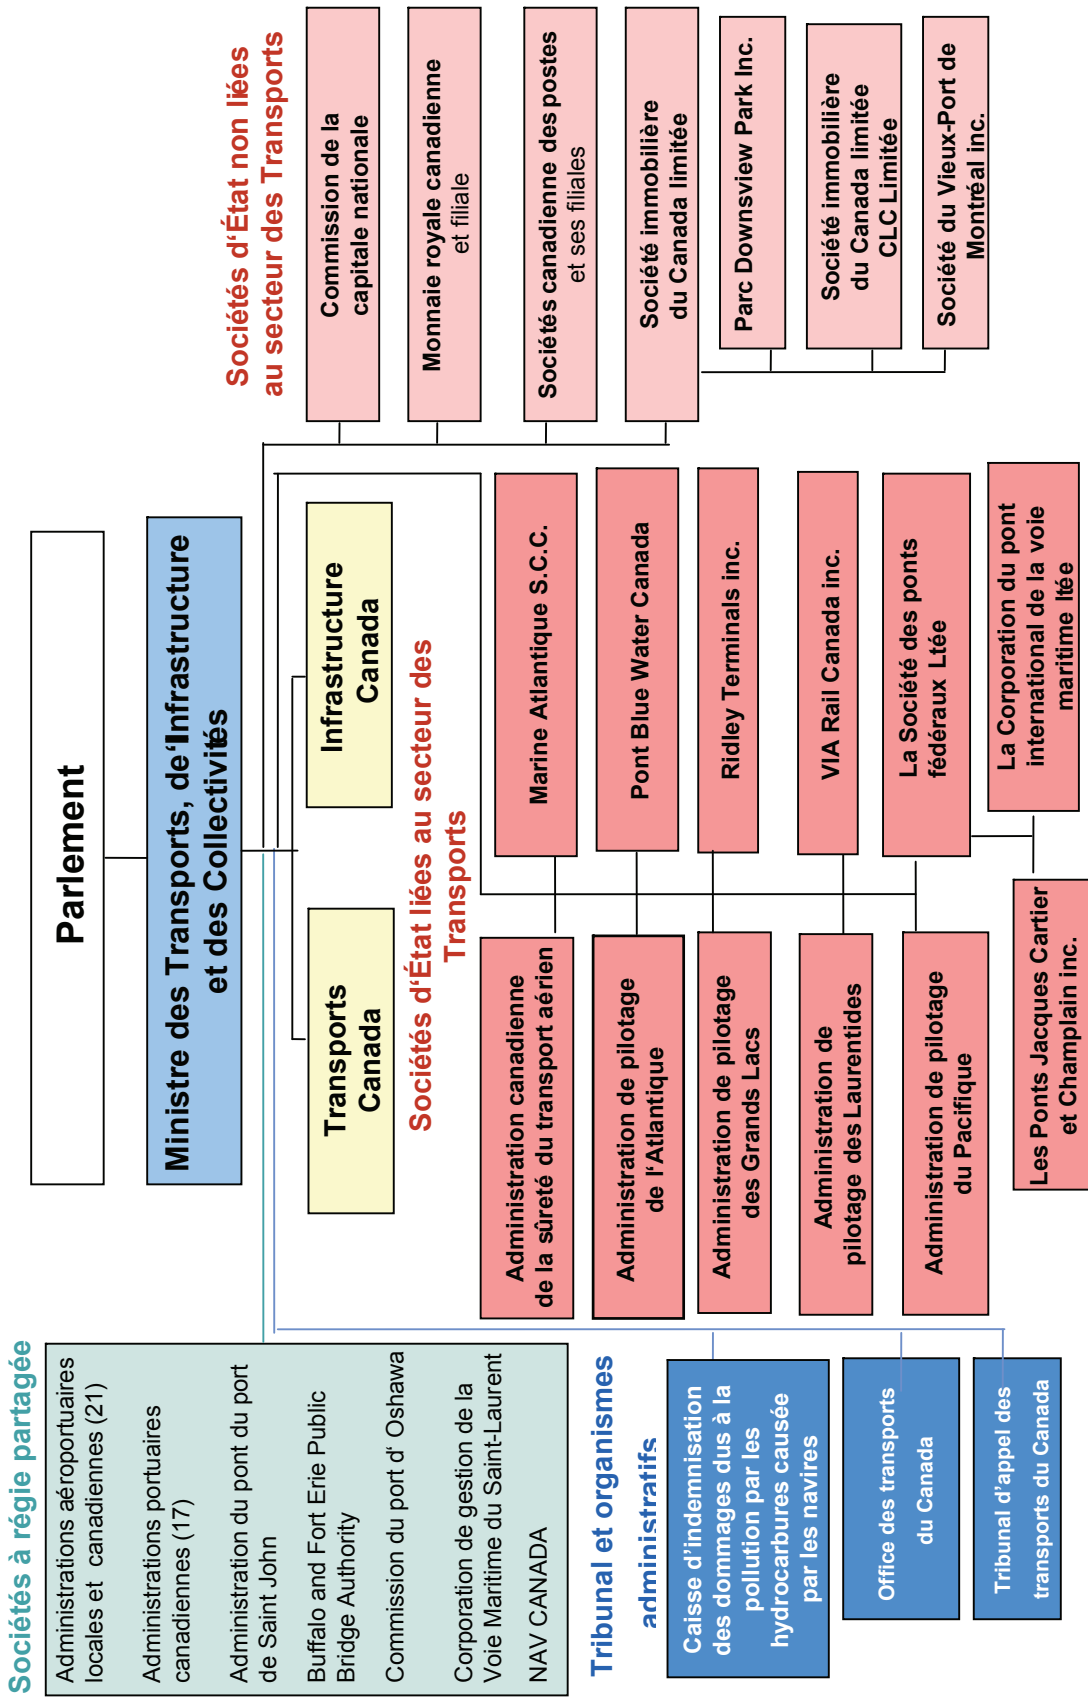 Parlement
Ministre des Transports, de'Infrastructure
et des Collectivités
Transports
Canada
Infrastructure
Canada
Sociétés à régie partagée
Administrations aéroportuaires
locales et canadiennes (21)
Administrations portuaires
canadiennes (17)
Administration du pont du port
de Saint John
Buffalo and Fort Erie Public
Bridge Authority
Commission du port d' Oshawa
Corporation de gestion de la
Voie Maritime du Saint-Laurent
NAV CANADA
Tribunal et organismes
administratifs
Caisse d'indemnisation
des dommages dus à la
pollution par les
hydrocarbures causée
par les navires
Office des transports
du Canada
Tribunal d'appel des
transports du Canada
Sociétés d'État liées au secteur des
Transports
Administration canadienne
de la sûreté du transport aérien
Administration de pilotage
de l'Atlantique
Administration de pilotage
des Grands Lacs
Administration de
pilotage des Laurentides
Administration de pilotage
du Pacifique
Marine Atlantique S.C.C.
Pont Blue Water Canada
Ridley Terminals inc.
VIA Rail Canada inc.
La Société des ponts
fédéraux Ltée
Les Ponts Jacques Cartier
et Champlain inc.
La Corporation du pont
international de la voie
maritime ltée
Sociétés d'État non liées
au secteur des Transports
Commission de la
capitale nationale
Monnaie royale canadienne
et filiale
Sociétés canadienne des postes
et ses filiales
Société immobilière
du Canada limitée
Parc Downsview Park Inc.
Société immobilière
du Canada limitée
CLC Limitée
Société du Vieux-Port de
Montréal inc.